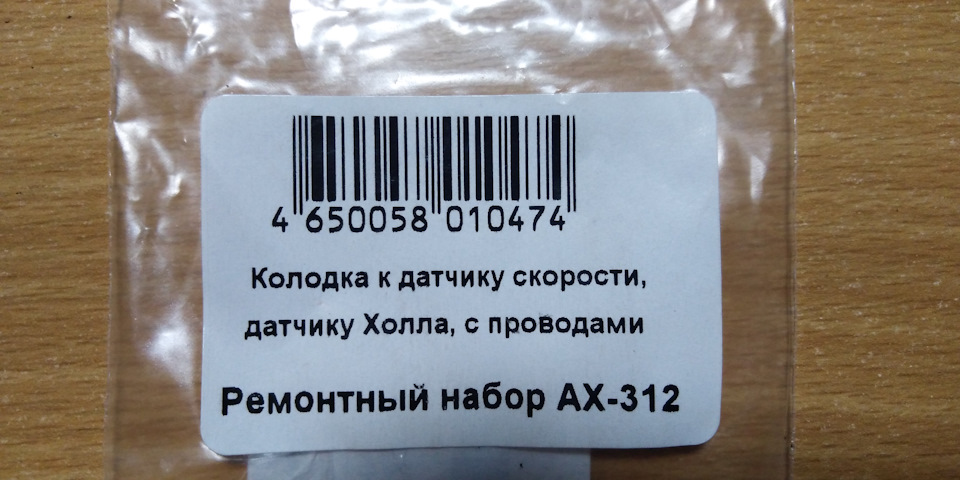 4 650058 010474
Колодка к датчику скорости,
датчику Холла, с проводами
Ремонтный набор АХ-312